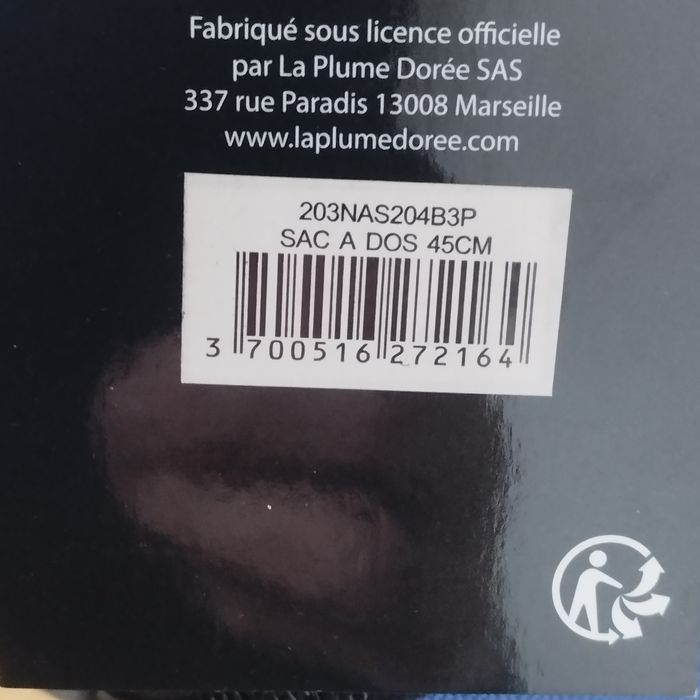 Fabriqué sous licence officielle
par La Plume Dorée SAS
337 rue Paradis 13008 Marseille
www.laplumedoree.com
203NAS204B3P
SAC A DOS 45CM
3 700516 272164